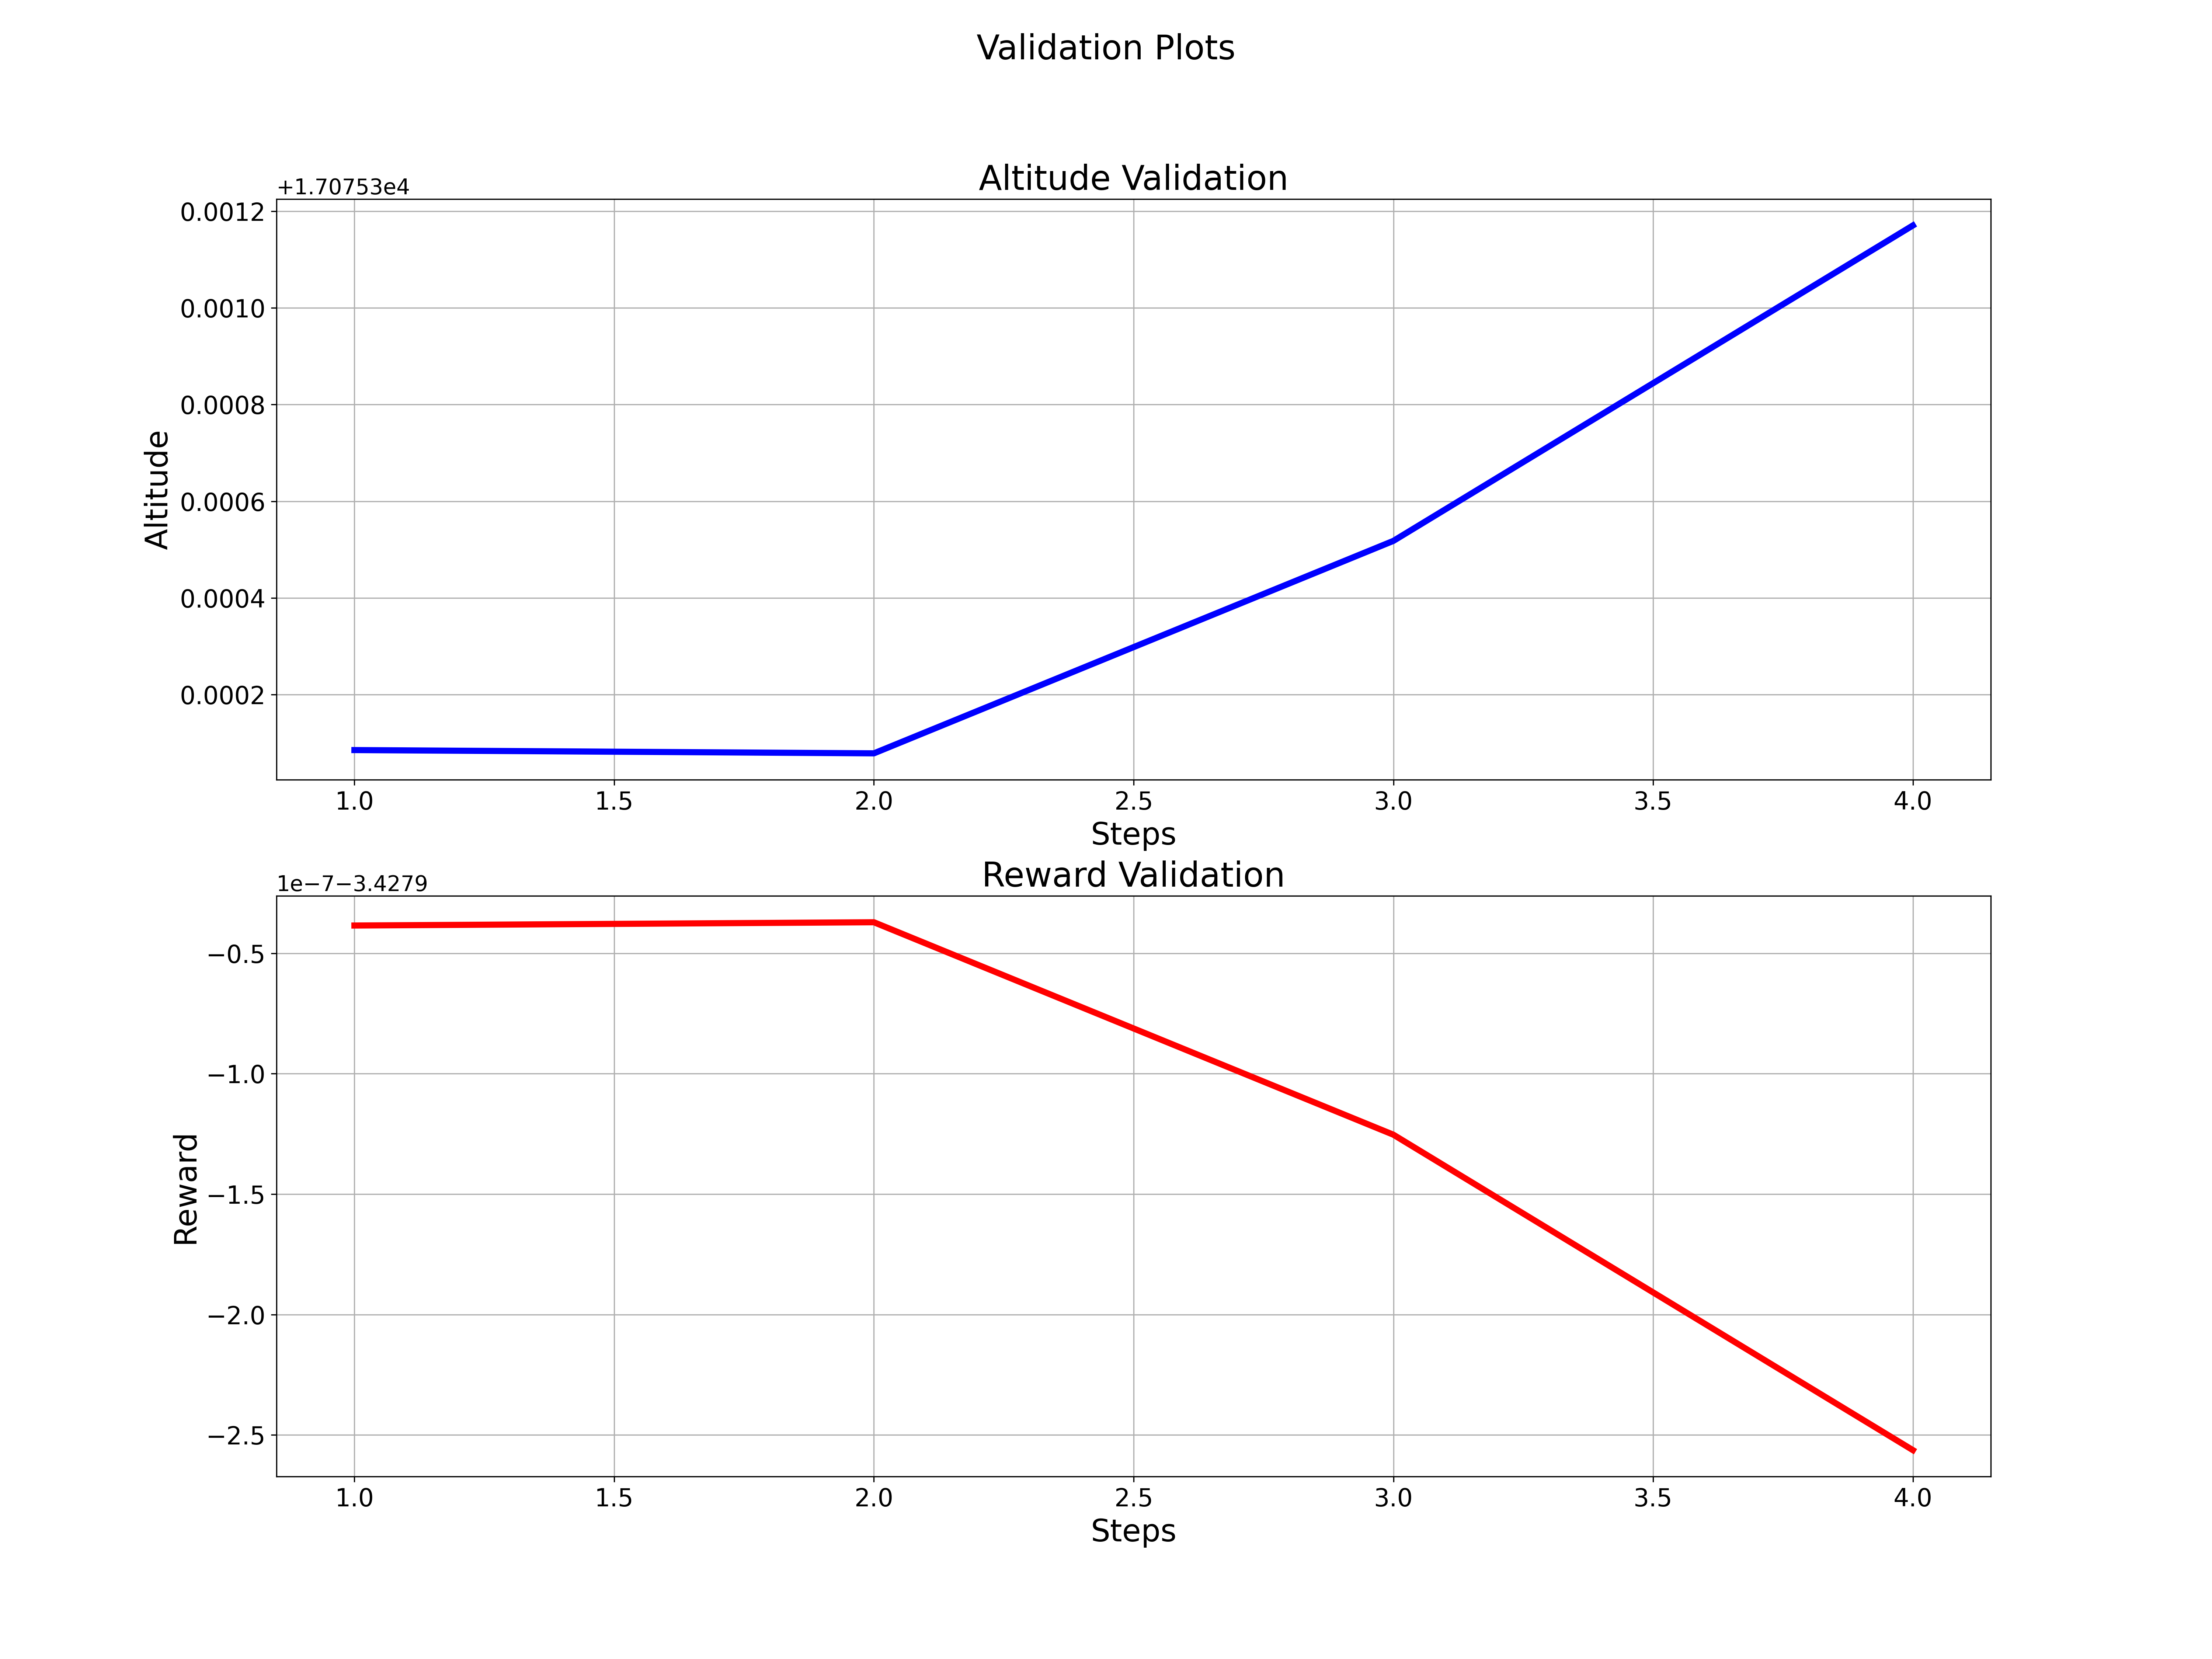 Validation Plots
Altitude Validation
+1.70753e4
0.0012
0.0010
0.0008
0.0006
0.0004
0.0002
Altitude
1.0 1.5 2.0 2.5 3.0 3.5 4.0
Steps
Reward Validation
1e−7−3.4279
−0.5
−1.0
−1.5
−2.0
−2.5
Reward
1.0 1.5 2.0 2.5 3.0 3.5 4.0
Steps